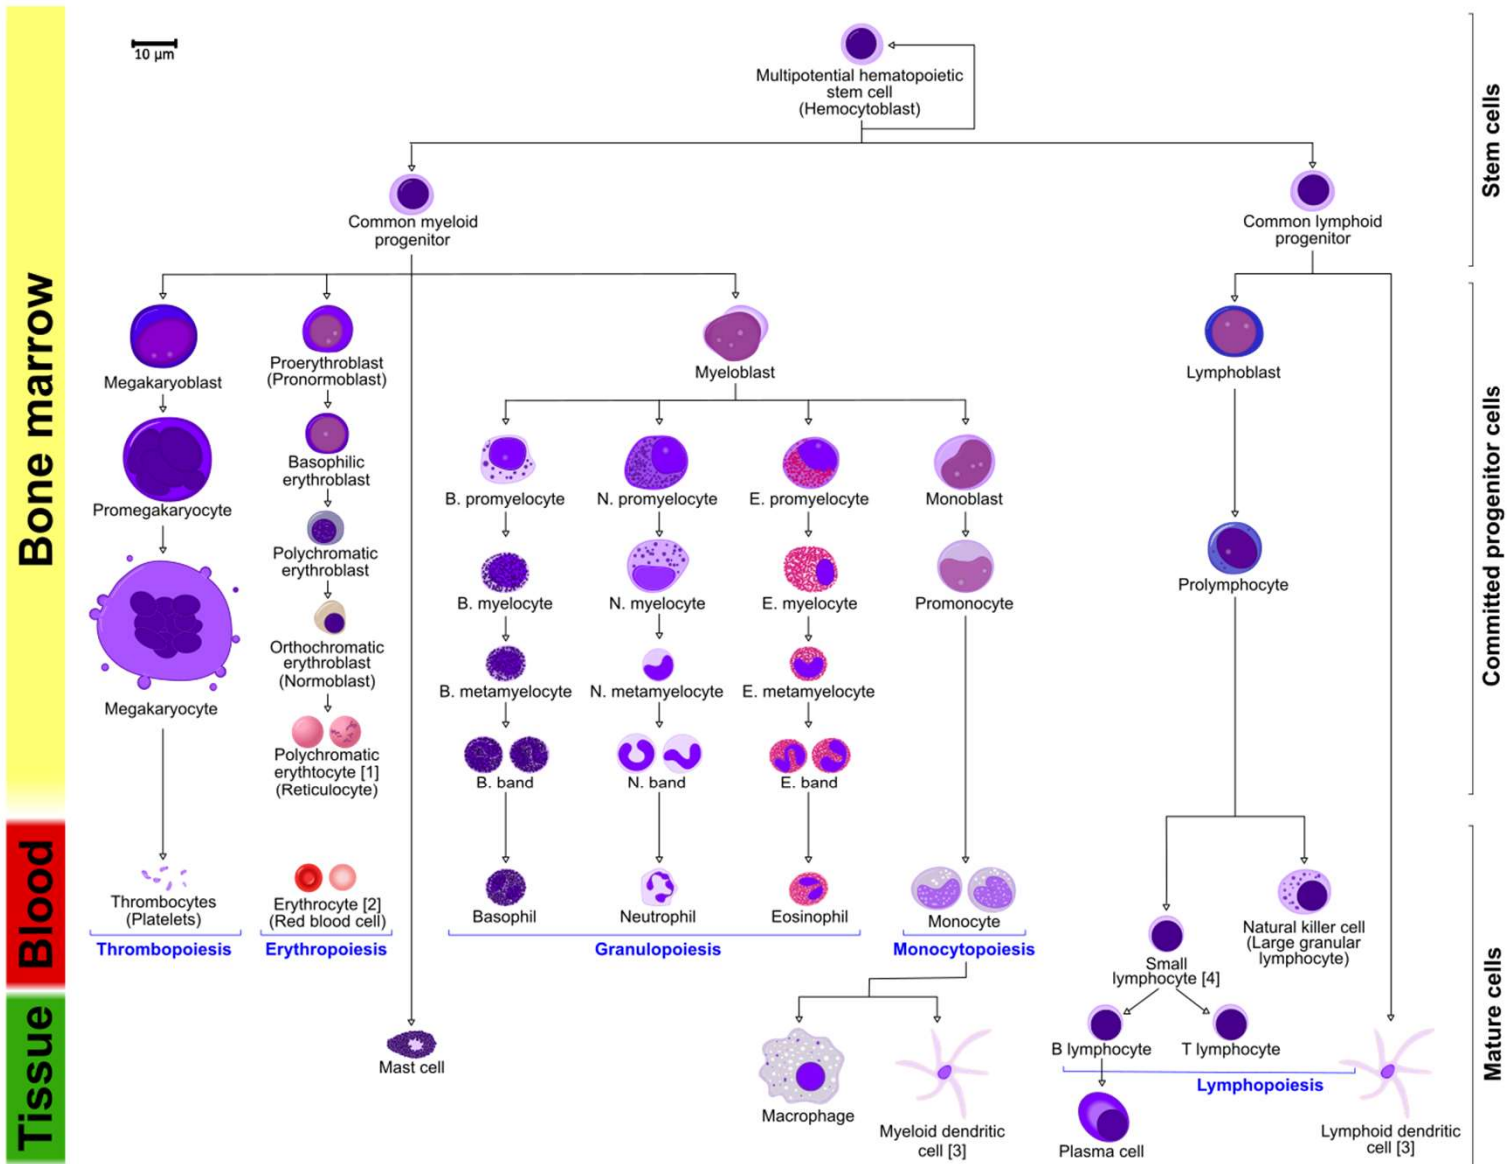 10 µm
Multipotential hematopoietic
stem cell
(Hemocytoblast)
Common myeloid
progenitor
Common lymphoid
progenitor
Stem cells
Bone marrow
Megakaryoblast
Promegakaryocyte
Megakaryocyte
Thrombocytes
(Platelets)
Thrombopoiesis
Proerythroblast
(Pronormoblast)
Basophilic
erythroblast
Polychromatic
erythroblast
Orthochromatic
erythroblast
(Normoblast)
Polychromatic
erythtocyte [1]
(Reticulocyte)
Erythrocyte [2]
(Red blood cell)
Erythropoiesis
Mast cell
Myeloblast
B. promyelocyte
B. myelocyte
B. metamyelocyte
B. band
Basophil
N. promyelocyte
N. myelocyte
N. metamyelocyte
N. band
Neutrophil
E. promyelocyte
E. myelocyte
E. metamyelocyte
E. band
Eosinophil
Granulopoiesis
Monoblast
Promonocyte
Monocyte
Monocytopoiesis
Macrophage
Myeloid dendritic
cell [3]
Lymphoblast
Prolymphocyte
Natural killer cell
(Large granular
lymphocyte)
Small
lymphocyte [4]
B lymphocyte
T lymphocyte
Lymphopoiesis
Plasma cell
Lymphoid dendritic
cell [3]
Committed progenitor cells
Mature cells
Blood
Tissue